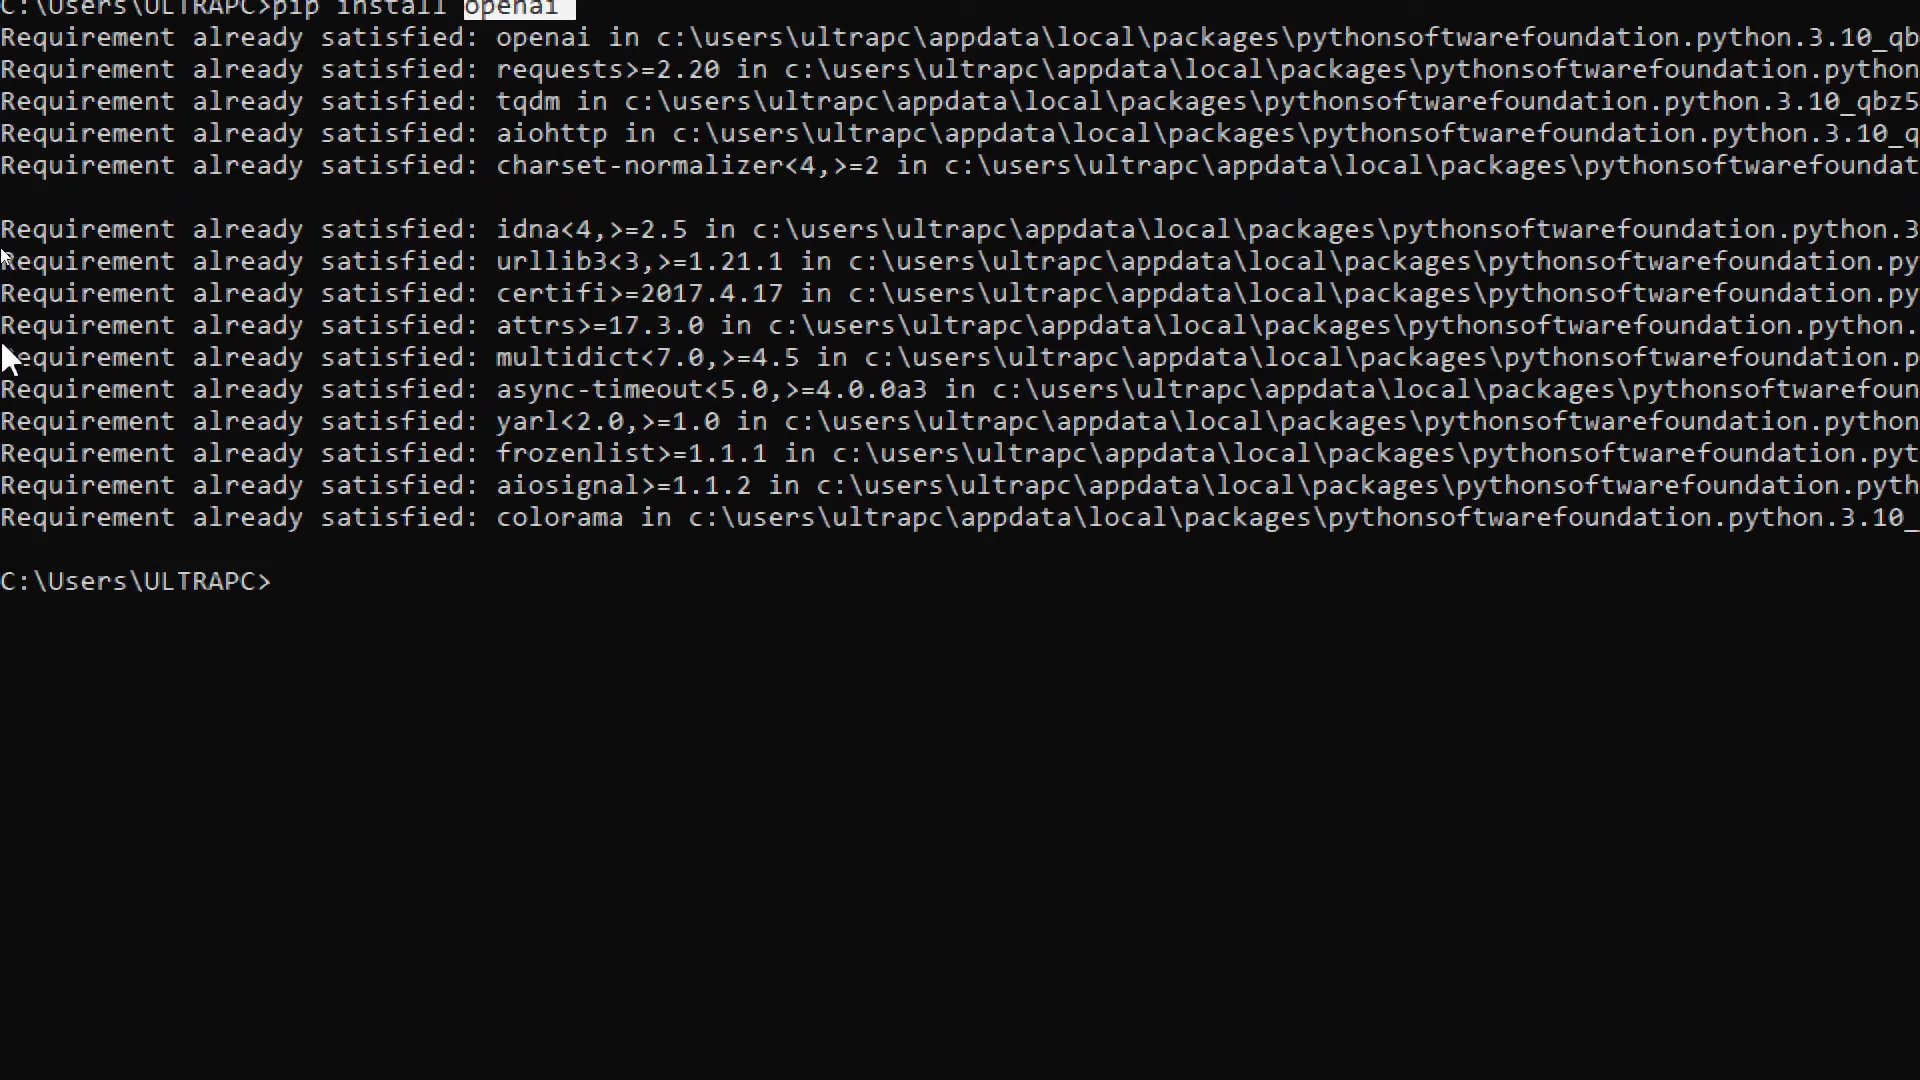 C:\Users\ULTRAPC>pip install openai
Requirement already satisfied: openai in c:\users\ultrapc\appdata\local\packages\pythonsoftwarefoundation.python.3.10_qb
Requirement already satisfied: requests>=2.20 in c:\users\ultrapc\appdata\local\packages\pythonsoftwarefoundation.python
Requirement already satisfied: tqdm in c:\users\ultrapc\appdata\local\packages\pythonsoftwarefoundation.python.3.10_qbz5
Requirement already satisfied: aiohttp in c:\users\ultrapc\appdata\local\packages\pythonsoftwarefoundation.python.3.10_q
Requirement already satisfied: charset-normalizer<4,>=2 in c:\users\ultrapc\appdata\local\packages\pythonsoftwarefoundat
Requirement already satisfied: idna<4,>=2.5 in c:\users\ultrapc\appdata\local\packages\pythonsoftwarefoundation.python.3
Requirement already satisfied: urllib3<3,>=1.21.1 in c:\users\ultrapc\appdata\local\packages\pythonsoftwarefoundation.py
Requirement already satisfied: certifi>=2017.4.17 in c:\users\ultrapc\appdata\local\packages\pythonsoftwarefoundation.py
Requirement already satisfied: attrs>=17.3.0 in c:\users\ultrapc\appdata\local\packages\pythonsoftwarefoundation.python.
Requirement already satisfied: multidict<7.0,>=4.5 in c:\users\ultrapc\appdata\local\packages\pythonsoftwarefoundation.p
Requirement already satisfied: async-timeout<5.0,>=4.0.0a3 in c:\users\ultrapc\appdata\local\packages\pythonsoftwarefoun
Requirement already satisfied: yarl<2.0,>=1.0 in c:\users\ultrapc\appdata\local\packages\pythonsoftwarefoundation.python
Requirement already satisfied: frozenlist>=1.1.1 in c:\users\ultrapc\appdata\local\packages\pythonsoftwarefoundation.pyt
Requirement already satisfied: aiosignal>=1.1.2 in c:\users\ultrapc\appdata\local\packages\pythonsoftwarefoundation.pyth
Requirement already satisfied: colorama in c:\users\ultrapc\appdata\local\packages\pythonsoftwarefoundation.python.3.10_
C:\Users\ULTRAPC>